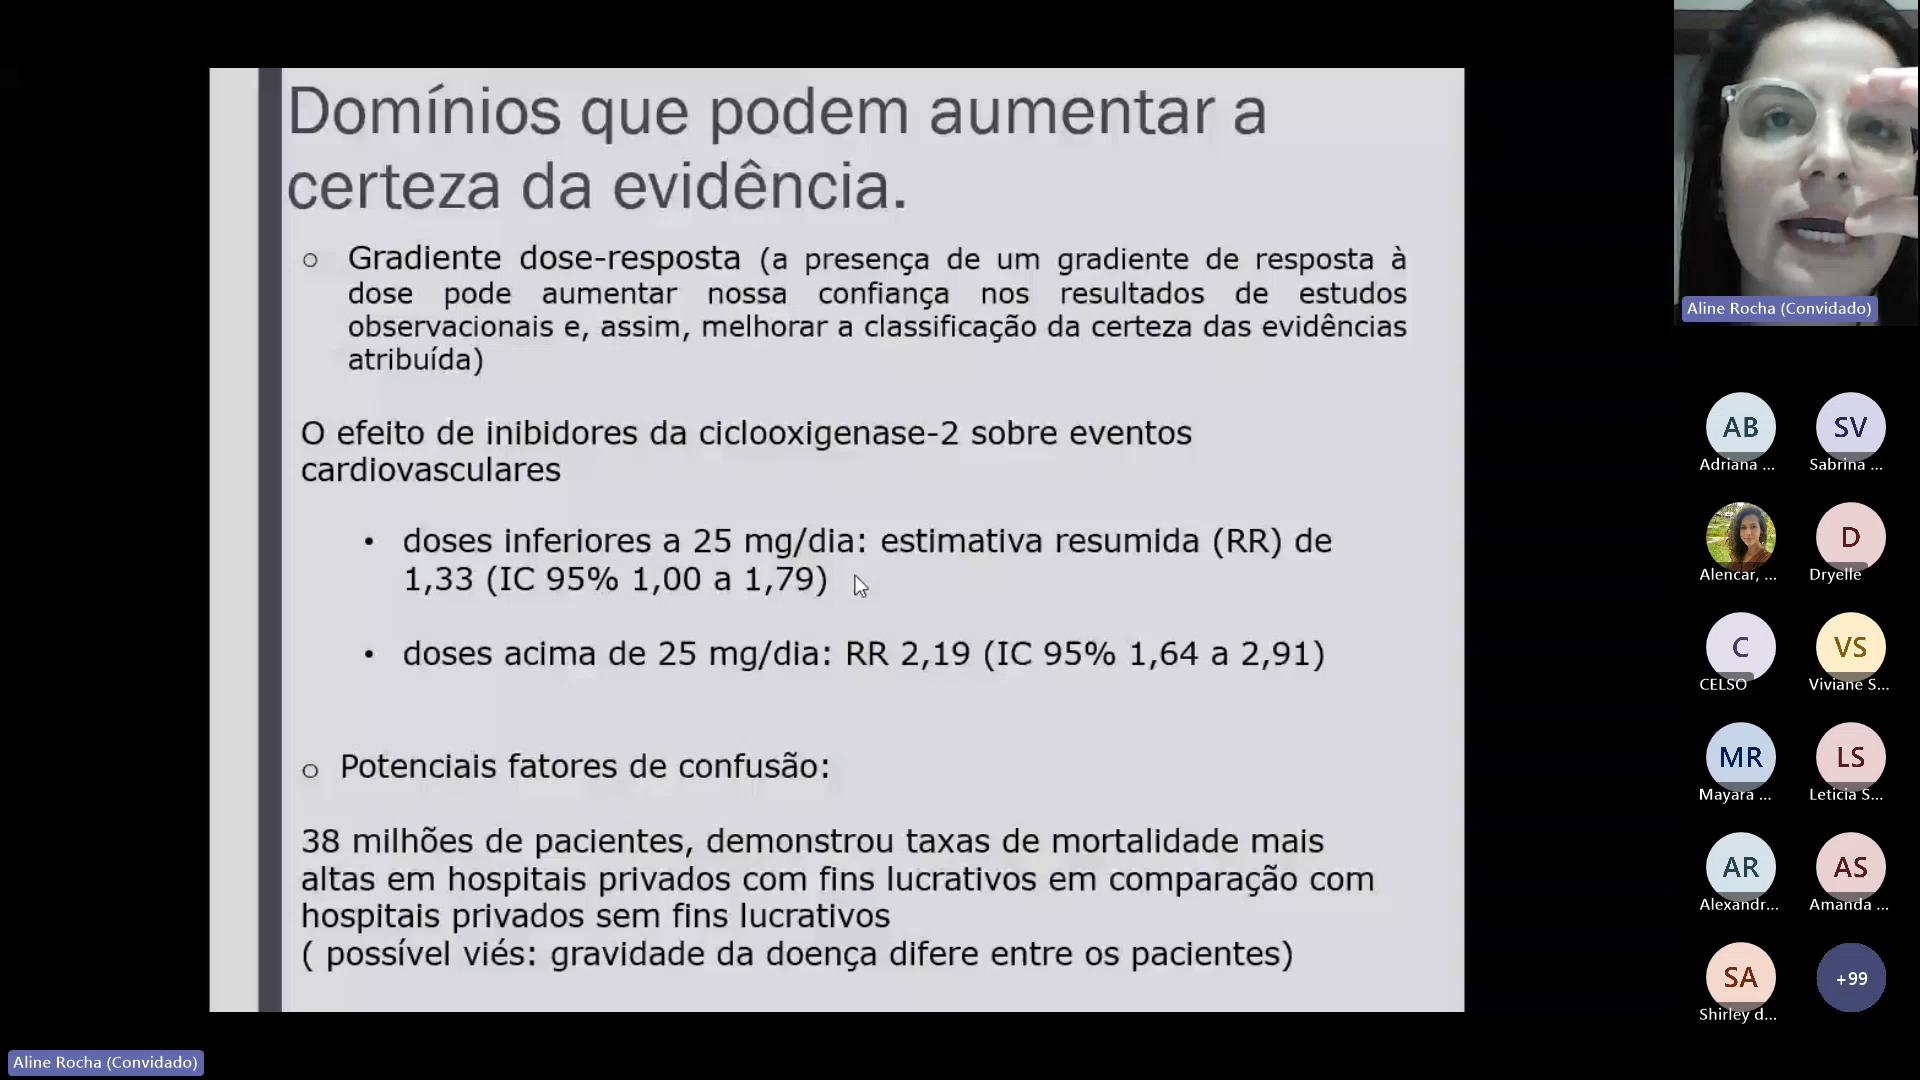 Domínios que podem aumentar a
certeza da evidência.
○ Gradiente dose-resposta (a presença de um gradiente de resposta à
dose pode aumentar nossa confiança nos resultados de estudos
observacionais e, assim, melhorar a classificação da certeza das evidências
atribuída)
O efeito de inibidores da ciclooxigenase-2 sobre eventos
cardiovasculares
• doses inferiores a 25 mg/dia: estimativa resumida (RR) de
1,33 (IC 95% 1,00 a 1,79)
• doses acima de 25 mg/dia: RR 2,19 (IC 95% 1,64 a 2,91)
○ Potenciais fatores de confusão:
38 milhões de pacientes, demonstrou taxas de mortalidade mais
altas em hospitais privados com fins lucrativos em comparação com
hospitais privados sem fins lucrativos
( possível viés: gravidade da doença difere entre os pacientes)
Aline Rocha (Convidado)
AB
Adriana ...
SV
Sabrina ...
Alencar, ...
D
Dryelle
C
CELSO
VS
Viviane S...
MR
Mayara ...
LS
Leticia S...
AR
Alexandr...
AS
Amanda ...
SA
Shirley d...
+99
Aline Rocha (Convidado)